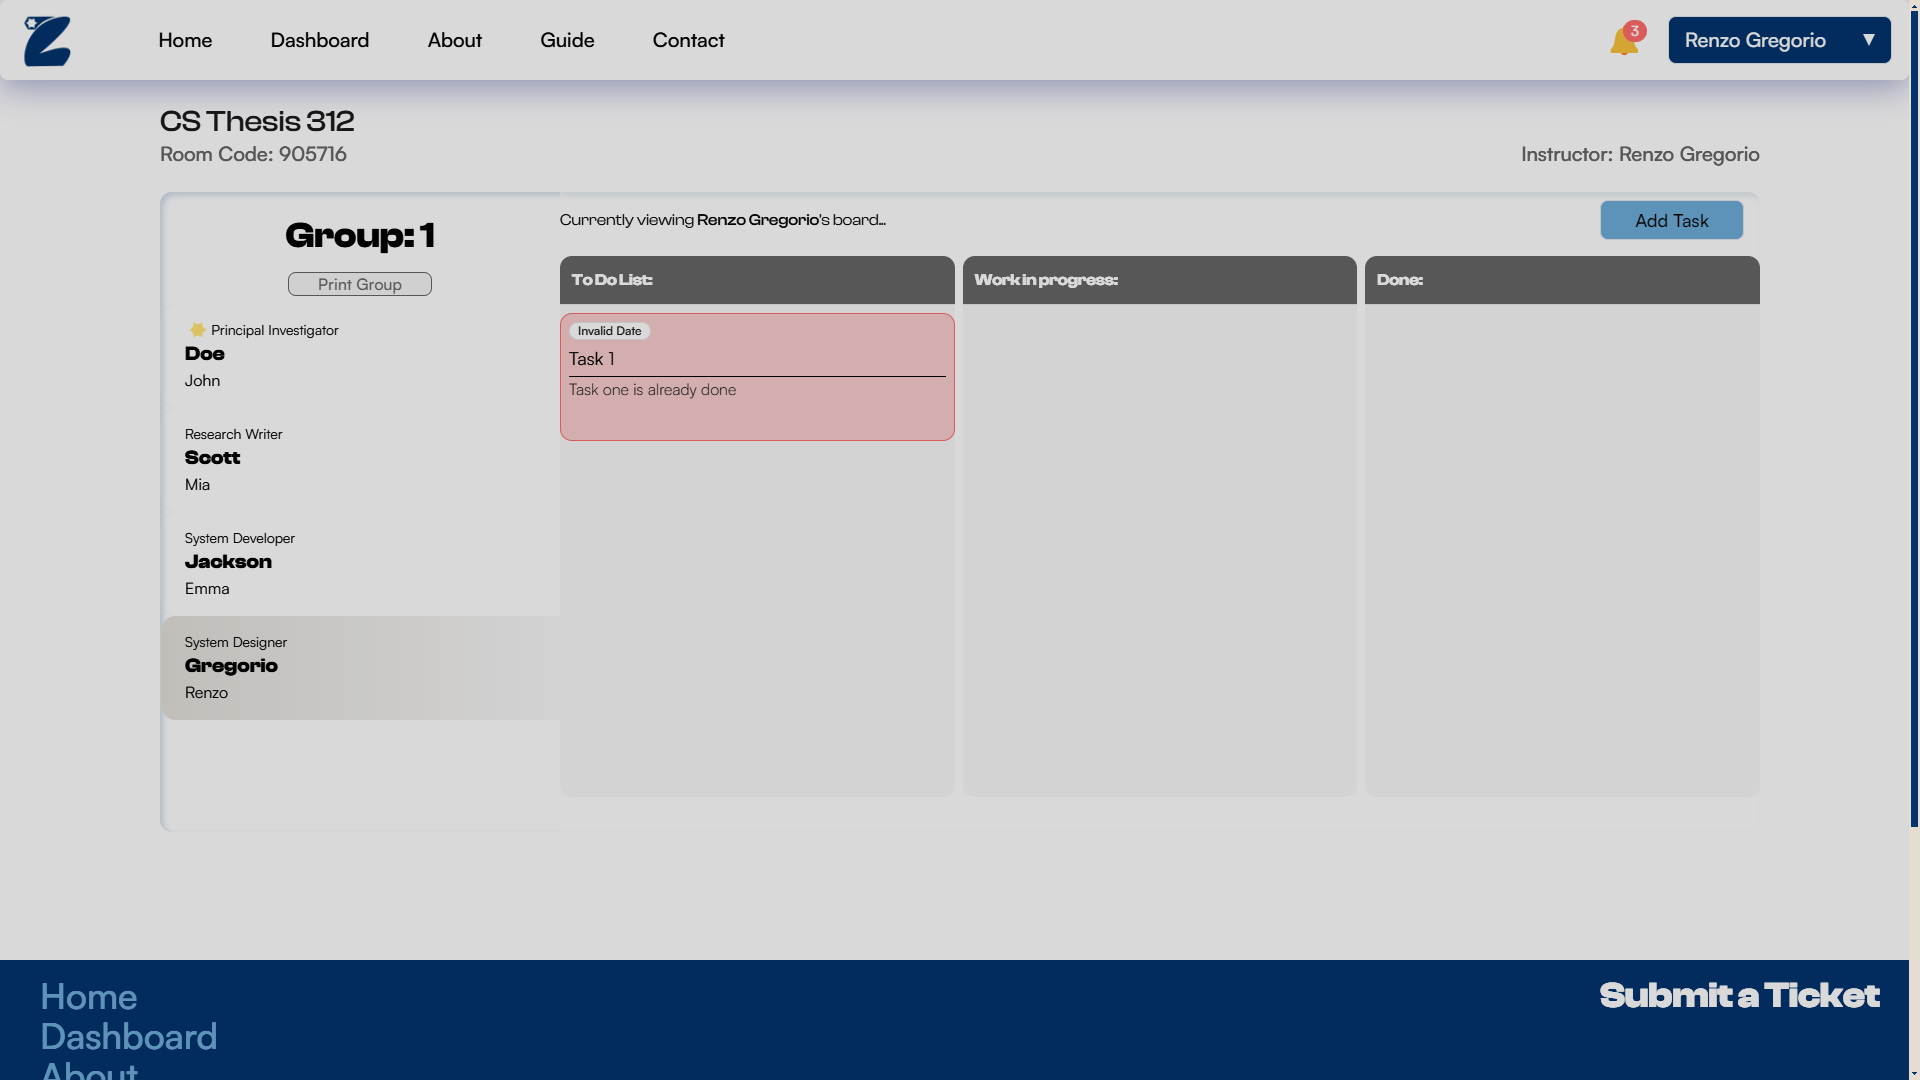 Home
Dashboard
About
Guide
Contact
3
Renzo Gregorio ▼
CS Thesis 312
Room Code: 905716
Instructor: Renzo Gregorio
Group: 1
Print Group
Principal Investigator
Doe
John
Research Writer
Scott
Mia
System Developer
Jackson
Emma
System Designer
Gregorio
Renzo
Currently viewing Renzo Gregorio's board...
Add Task
To Do List:
Work in progress:
Done:
Invalid Date
Task 1
Task one is already done
Home
Dashboard
About
Submit a Ticket